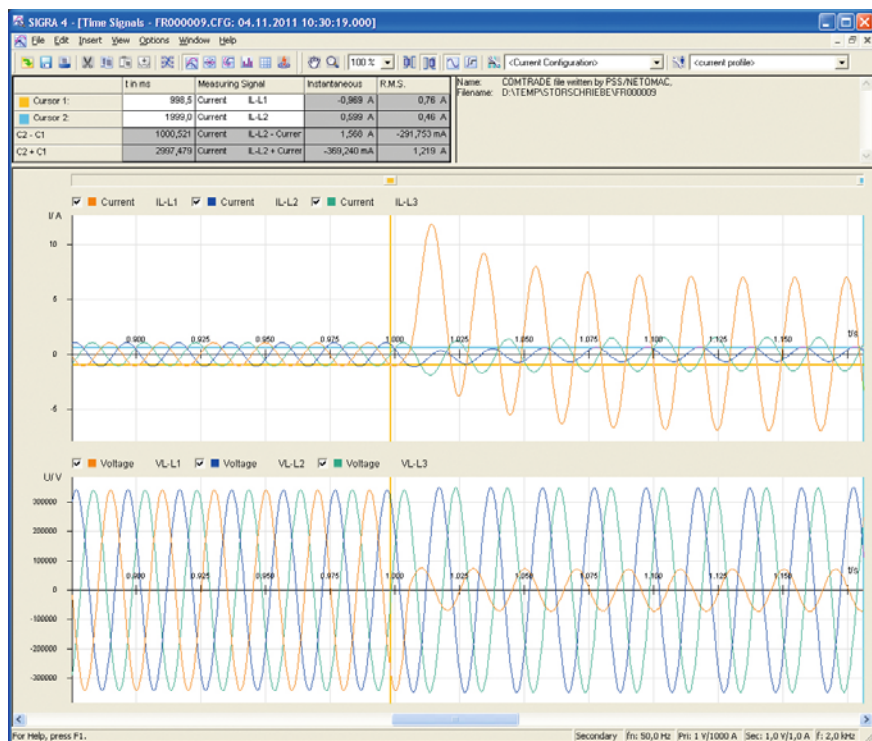 SIGRA 4 - [Time Signals - FR000009.CFG: 04.11.2011 10:30:19.000]
File Edit Insert View Options Window Help
100 % <Current Configuration> <current profile>
t in ms Measuring Signal Instantaneous R.M.S.
Cursor 1: 998,5 Current IL-L1 -0,969 A 0,76 A
Cursor 2: 1999,0 Current IL-L2 0,599 A 0,46 A
C2 - C1 1000,521 Current IL-L2 - Currer 1,560 A -291,753 mA
C2 + C1 2997,479 Current IL-L2 + Currer -369,240 mA 1,219 A
Name: COMTRADE file written by PSS/NETOMAC,
Filename: D:\TEMP\STORSCHRIEBE\FR000009
Current IL-L1 Current IL-L2 Current IL-L3
I/A
10
5
0.900 0.925 0.950 0.975 1.000 1.025 1.050 1.075 1.100 1.125 1.150 t/s
0
-5
Voltage VL-L1 Voltage VL-L2 Voltage VL-L3
U/V
300000
200000
100000
0.900 0.925 0.950 0.975 1.000 1.025 1.050 1.075 1.100 1.125 1.150 t/s
0
-100000
-200000
-300000
For Help, press F1. Secondary fn: 50,0 Hz Pri: 1 V/1000 A Sec: 1,0 V/1,0 A f: 2,0 kHz